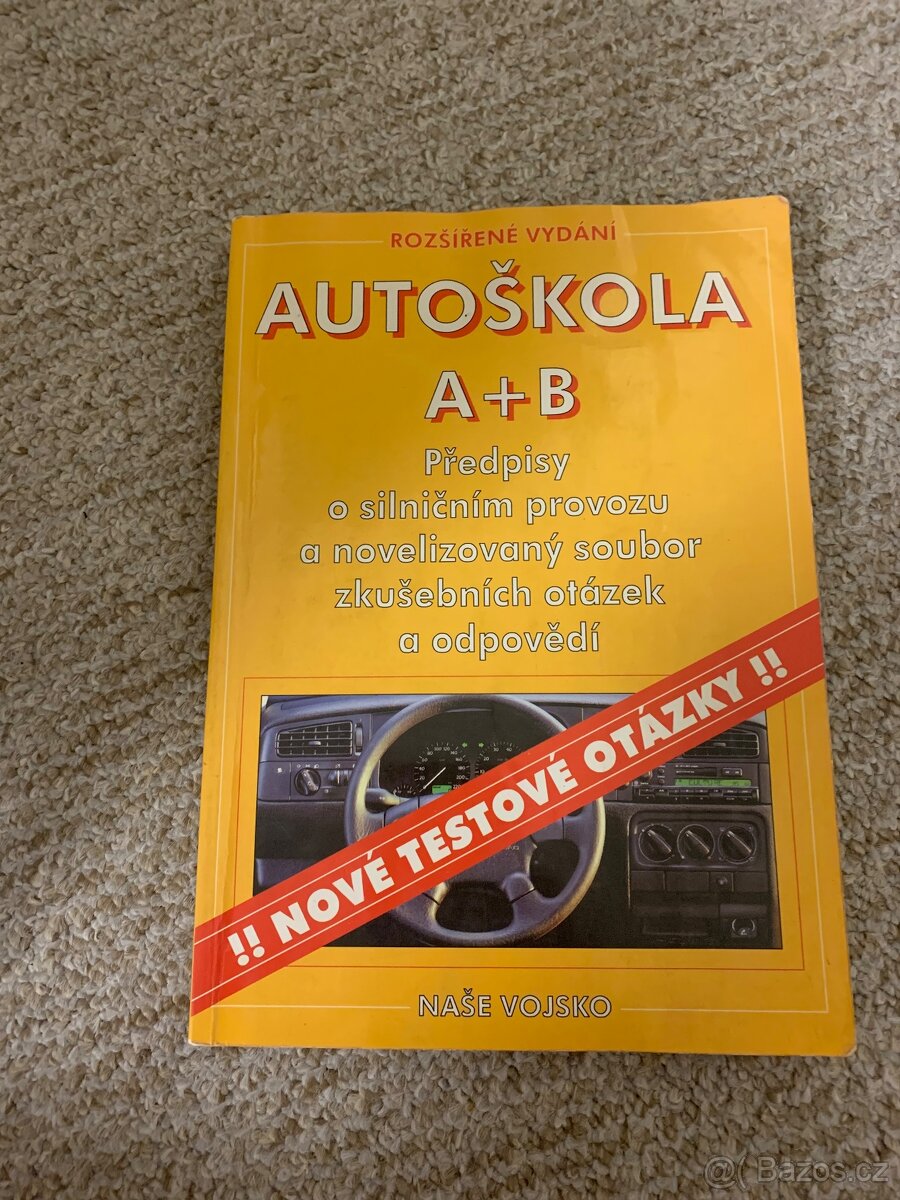 ROZŠÍŘENÉ VYDÁNÍ
AUTOŠKOLA
A+B
Předpisy
o silničním provozu
a novelizovaný soubor
zkušebních otázek
a odpovědí
!! NOVÉ TESTOVÉ OTÁZKY !!
NAŠE VOJSKO
@( Bazos.cz